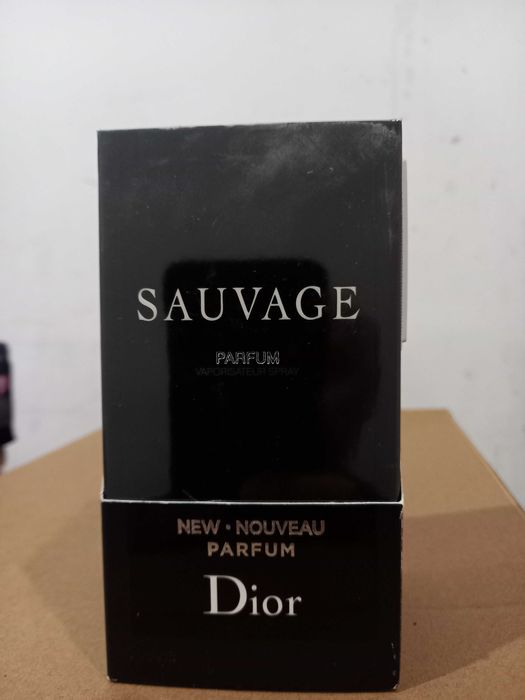 SAUVAGE
PARFUM
VAPORISATEUR SPRAY
NEW · NOUVEAU
PARFUM
Dior